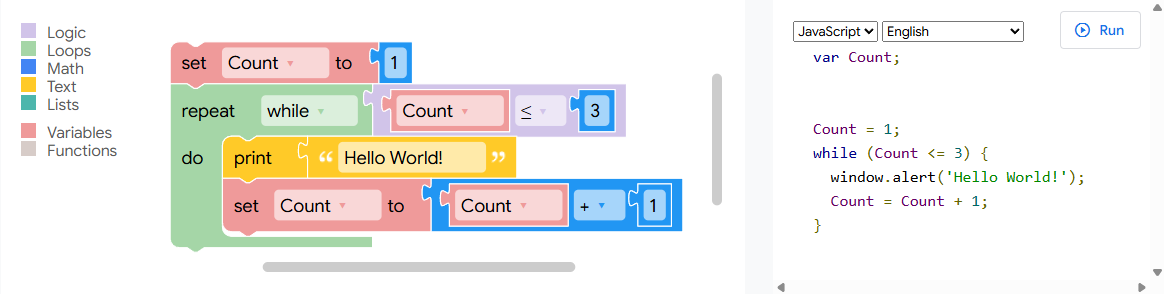 Logic
Loops
Math
Text
Lists
Variables
Functions
set Count to 1
repeat while Count ≤ 3
do print “ Hello World! ”
set Count to Count + 1
JavaScript English Run
var Count;
Count = 1;
while (Count <= 3) {
  window.alert('Hello World!');
  Count = Count + 1;
}